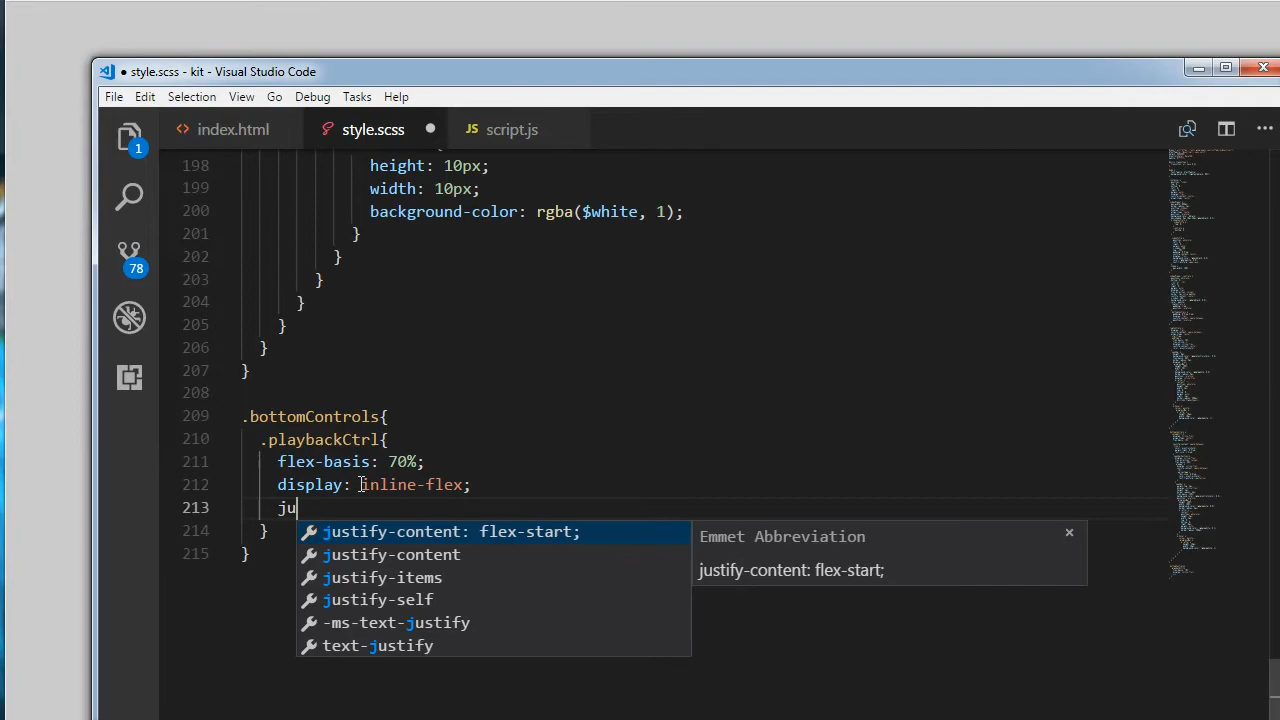 ● style.scss - kit - Visual Studio Code
File Edit Selection View Go Debug Tasks Help
index.html style.scss ● JS script.js ...
1
78
198 height: 10px;
199 width: 10px;
200 background-color: rgba($white, 1);
201 }
202 }
203 }
204 }
205 }
206 }
207 }
208
209 .bottomControls{
210 .playbackCtrl{
211 flex-basis: 70%;
212 display: inline-flex;
213 ju
214 }
215 }
justify-content: flex-start;
justify-content
justify-items
justify-self
-ms-text-justify
text-justify
Emmet Abbreviation
justify-content: flex-start;